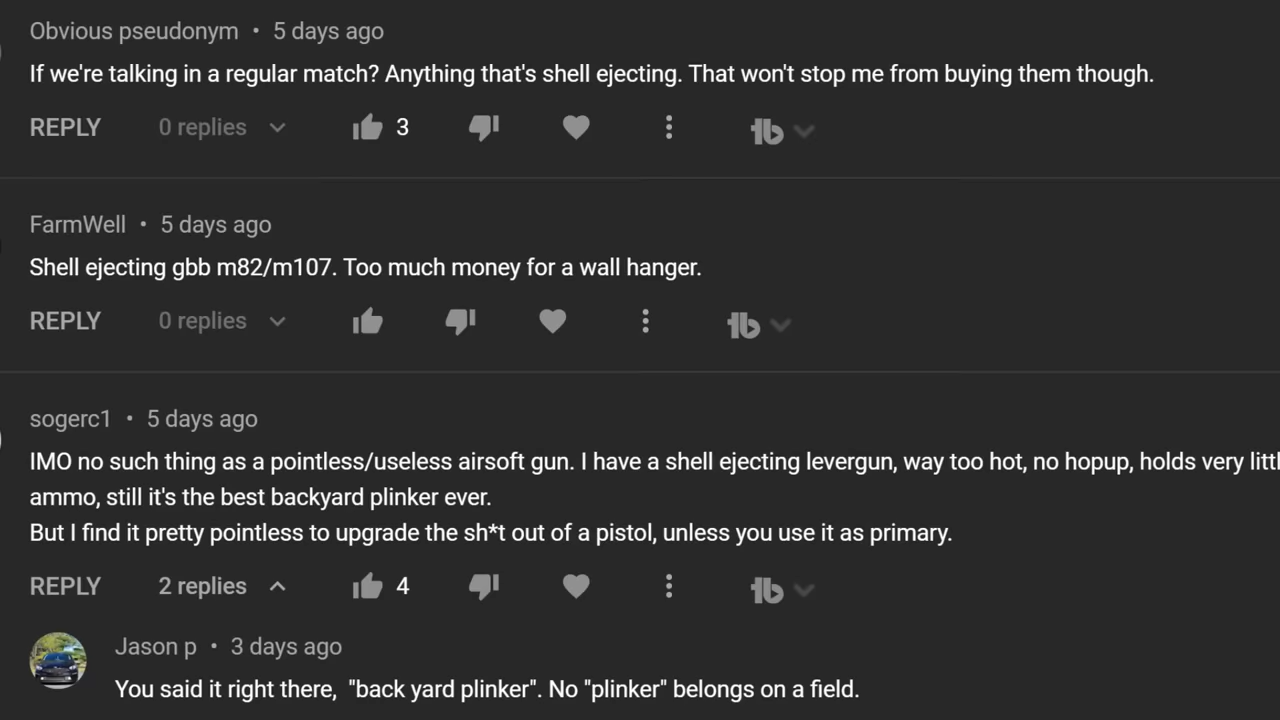 Obvious pseudonym • 5 days ago
If we're talking in a regular match? Anything that's shell ejecting. That won't stop me from buying them though.
REPLY 0 replies 3
FarmWell • 5 days ago
Shell ejecting gbb m82/m107. Too much money for a wall hanger.
REPLY 0 replies
sogerc1 • 5 days ago
IMO no such thing as a pointless/useless airsoft gun. I have a shell ejecting levergun, way too hot, no hopup, holds very
ammo, still it's the best backyard plinker ever.
But I find it pretty pointless to upgrade the sh*t out of a pistol, unless you use it as primary.
REPLY 2 replies 4
Jason p • 3 days ago
You said it right there, "back yard plinker". No "plinker" belongs on a field.